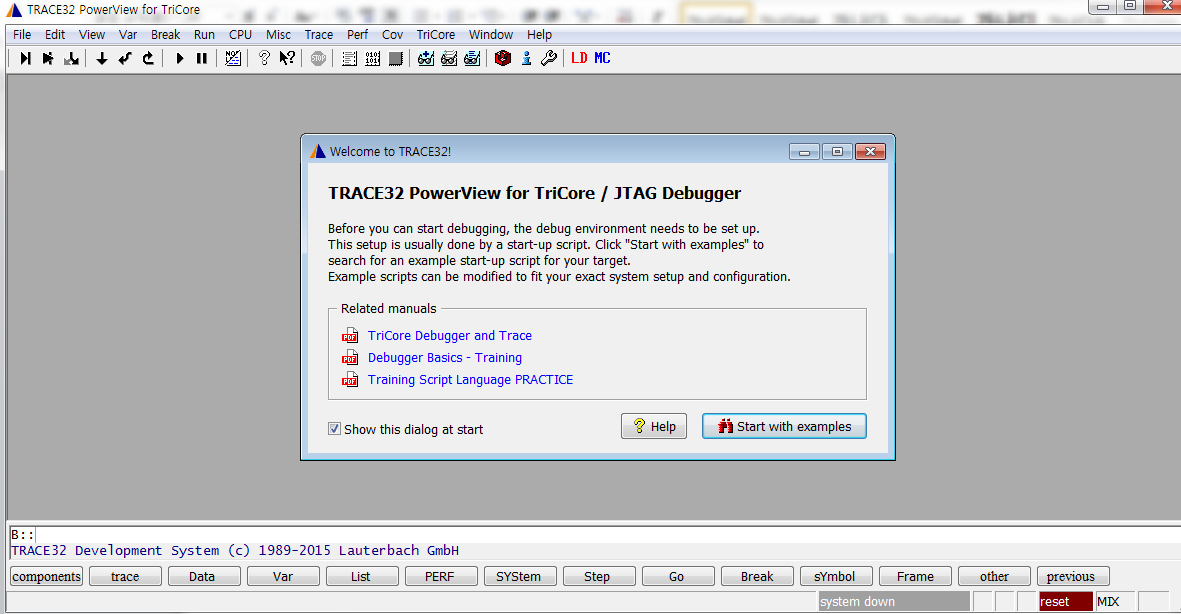 TRACE32 PowerView for TriCore
File Edit View Var Break Run CPU Misc Trace Perf Cov TriCore Window Help
STOP LD MC
Welcome to TRACE32!
TRACE32 PowerView for TriCore / JTAG Debugger
Before you can start debugging, the debug environment needs to be set up.
This setup is usually done by a start-up script. Click "Start with examples" to
search for an example start-up script for your target.
Example scripts can be modified to fit your exact system setup and configuration.
Related manuals
PDF TriCore Debugger and Trace
PDF Debugger Basics - Training
PDF Training Script Language PRACTICE
Show this dialog at start
? Help
Start with examples
B::
TRACE32 Development System (c) 1989-2015 Lauterbach GmbH
components trace Data Var List PERF SYStem Step Go Break sYmbol Frame other previous
system down reset MIX